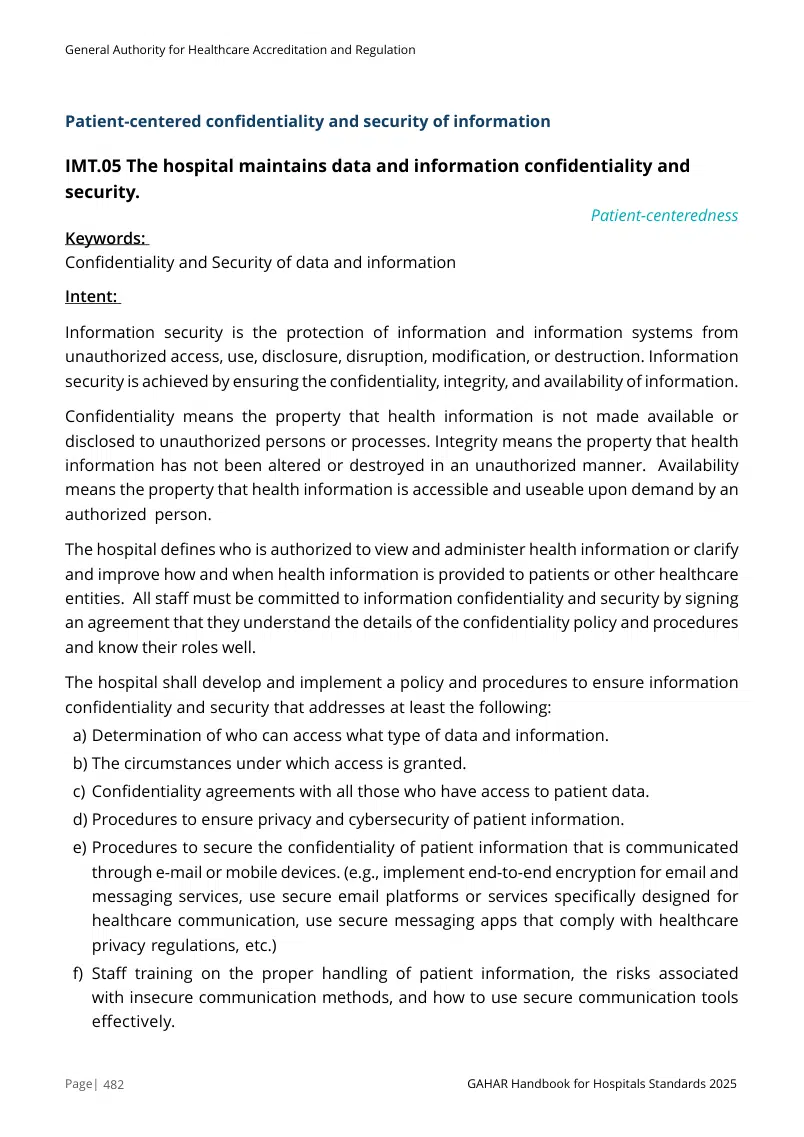 General Authority for Healthcare Accreditation and Regulation
Patient-centered confidentiality and security of information
IMT.05 The hospital maintains data and information confidentiality and
security.
Patient-centeredness
Keywords:
Confidentiality and Security of data and information
Intent:
Information security is the protection of information and information systems from
unauthorized access, use, disclosure, disruption, modification, or destruction. Information
security is achieved by ensuring the confidentiality, integrity, and availability of information.
Confidentiality means the property that health information is not made available or
disclosed to unauthorized persons or processes. Integrity means the property that health
information has not been altered or destroyed in an unauthorized manner.  Availability
means the property that health information is accessible and useable upon demand by an
authorized  person.
The hospital defines who is authorized to view and administer health information or clarify
and improve how and when health information is provided to patients or other healthcare
entities.  All staff must be committed to information confidentiality and security by signing
an agreement that they understand the details of the confidentiality policy and procedures
and know their roles well.
The hospital shall develop and implement a policy and procedures to ensure information
confidentiality and security that addresses at least the following:
a) Determination of who can access what type of data and information.
b) The circumstances under which access is granted.
c) Confidentiality agreements with all those who have access to patient data.
d) Procedures to ensure privacy and cybersecurity of patient information.
e) Procedures to secure the confidentiality of patient information that is communicated
through e-mail or mobile devices. (e.g., implement end-to-end encryption for email and
messaging services, use secure email platforms or services specifically designed for
healthcare communication, use secure messaging apps that comply with healthcare
privacy regulations, etc.)
f) Staff training on the proper handling of patient information, the risks associated
with insecure communication methods, and how to use secure communication tools
effectively.
Page| 482
GAHAR Handbook for Hospitals Standards 2025